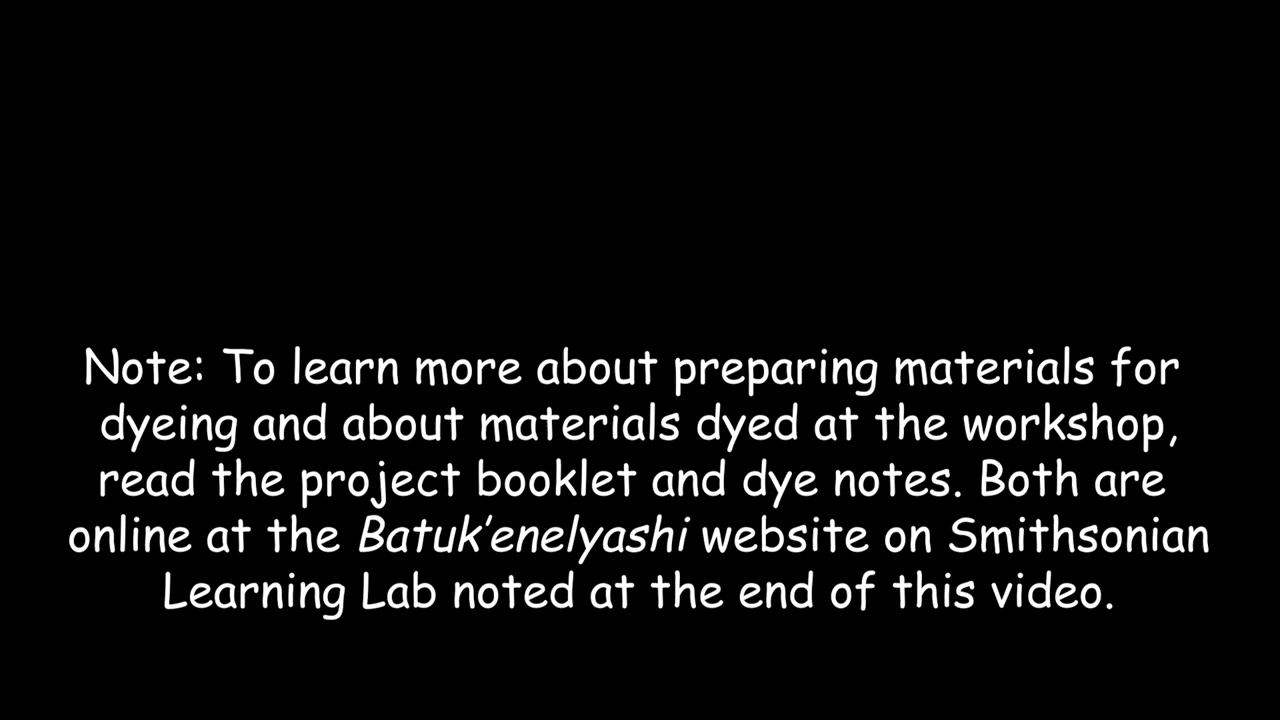 Note: To learn more about preparing materials for
dyeing and about materials dyed at the workshop,
read the project booklet and dye notes. Both are
online at the Batuk’enelyashi website on Smithsonian
Learning Lab noted at the end of this video.